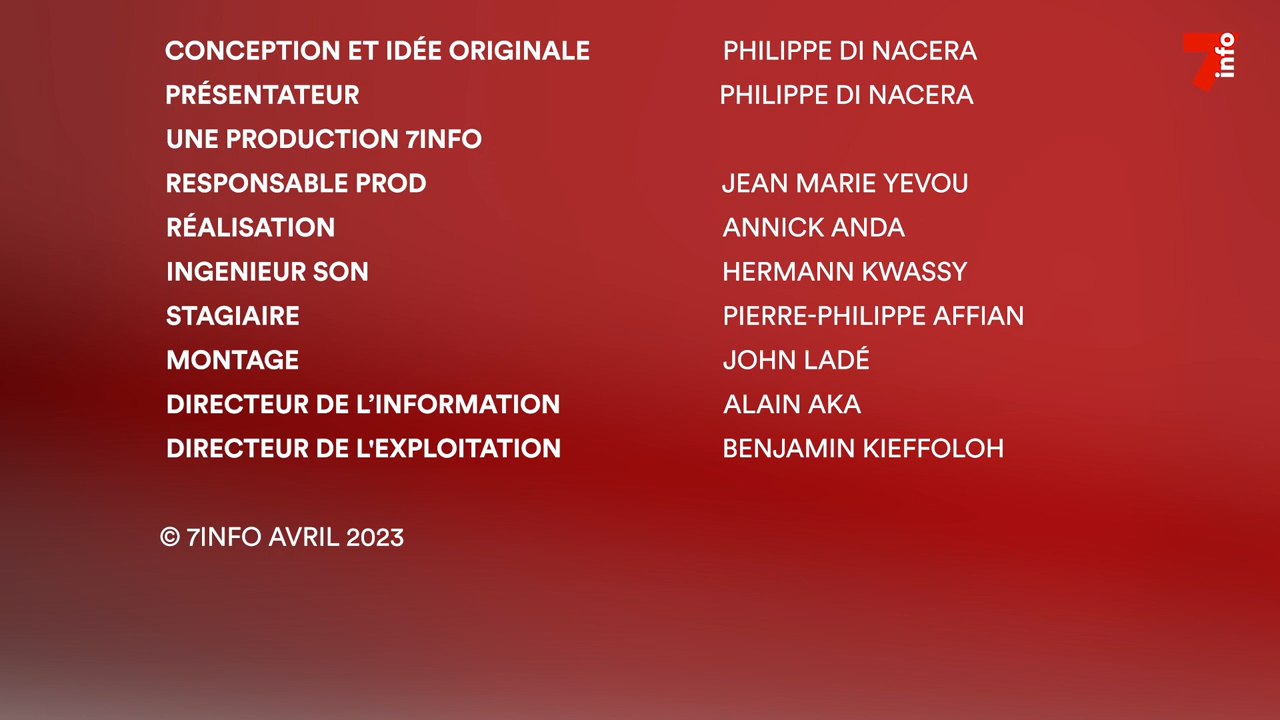 CONCEPTION ET IDÉE ORIGINALE PHILIPPE DI NACERA
PRÉSENTATEUR PHILIPPE DI NACERA
UNE PRODUCTION 7INFO
RESPONSABLE PROD JEAN MARIE YEVOU
RÉALISATION ANNICK ANDA
INGENIEUR SON HERMANN KWASSY
STAGIAIRE PIERRE-PHILIPPE AFFIAN
MONTAGE JOHN LADÉ
DIRECTEUR DE L’INFORMATION ALAIN AKA
DIRECTEUR DE L'EXPLOITATION BENJAMIN KIEFFOLOH
© 7INFO AVRIL 2023
7info